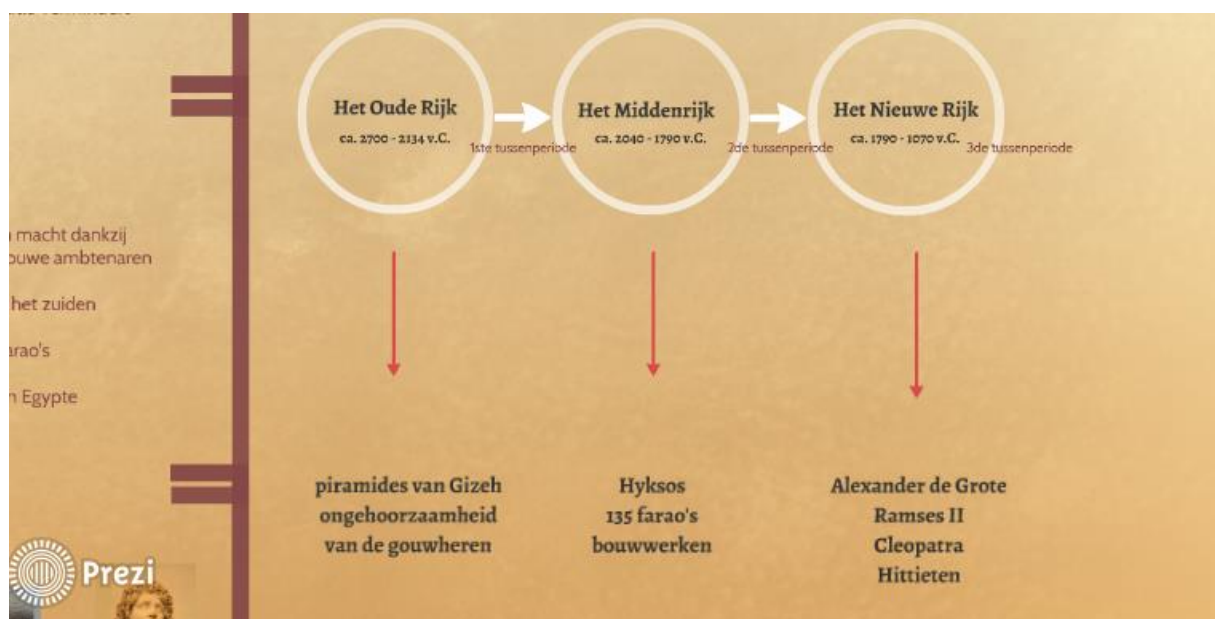 Het Oude Rijk
ca. 2700 - 2134 v.C.
1ste tussenperiode
Het Middenrijk
ca. 2040 - 1790 v.C.
2de tussenperiode
Het Nieuwe Rijk
ca. 1790 - 1070 v.C.
3de tussenperiode
macht dankzij
ouwe ambtenaren
het zuiden
arao's
Egypte
piramides van Gizeh
ongehoorzaamheid
van de gouwheren
Hyksos
135 farao's
bouwwerken
Alexander de Grote
Ramses II
Cleopatra
Hittieten
Prezi